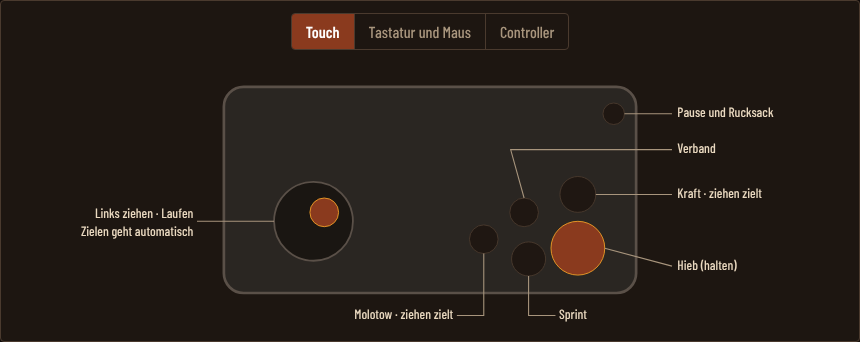 Touch
Tastatur und Maus
Controller
Pause und Rucksack
Verband
Kraft · ziehen zielt
Links ziehen · Laufen
Zielen geht automatisch
Hieb (halten)
Molotow · ziehen zielt
Sprint